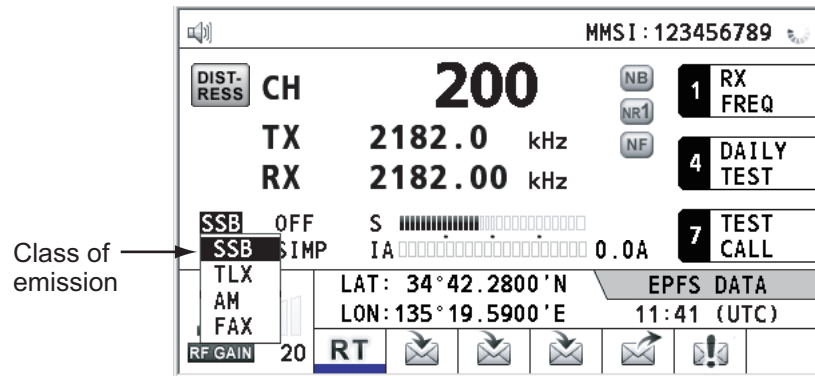 MMSI:123456789
DIST-
RESS
CH 200
NB
NR1
NF
1 RX
FREQ
TX 2182.0 kHz
RX 2182.00 kHz
4 DAILY
TEST
SSB OFF S
SSB SIMP IA 0.0A
TLX
AM
FAX
7 TEST
CALL
Class of
emission
LAT: 34°42.2800'N
LON:135°19.5900'E
EPFS DATA
11:41 (UTC)
RF GAIN 20
RT